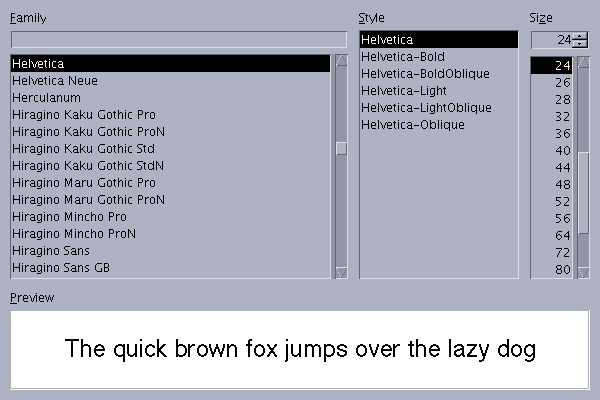 Family
Style
Size
24
Helvetica
Helvetica Neue
Herculanum
Hiragino Kaku Gothic Pro
Hiragino Kaku Gothic ProN
Hiragino Kaku Gothic Std
Hiragino Kaku Gothic StdN
Hiragino Maru Gothic Pro
Hiragino Maru Gothic ProN
Hiragino Mincho Pro
Hiragino Mincho ProN
Hiragino Sans
Hiragino Sans GB
Helvetica
Helvetica-Bold
Helvetica-BoldOblique
Helvetica-Light
Helvetica-LightOblique
Helvetica-Oblique
24
26
28
32
36
40
44
48
52
56
64
72
80
Preview
The quick brown fox jumps over the lazy dog